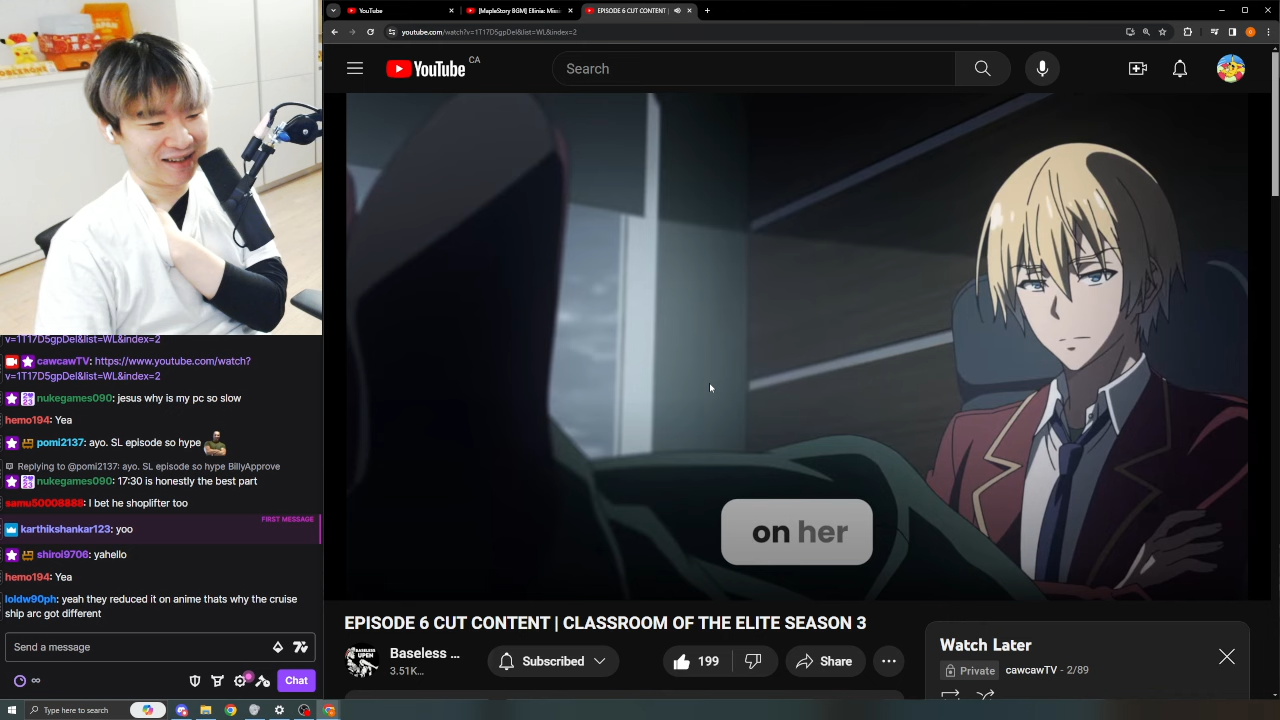 YouTube
[MapleStory BGM] Ellinia: Missi
EPISODE 6 CUT CONTENT |
youtube.com/watch?v=1T17D5gpDeI&list=WL&index=2
YouTube CA
Search
on her
v=1T17D5gpDeI&list=WL&index=2
cawcawTV: https://www.youtube.com/watch?
v=1T17D5gpDeI&list=WL&index=2
nukegames090: jesus why is my pc so slow
hemo194: Yea
pomi2137: ayo. SL episode so hype
Replying to @pomi2137: ayo. SL episode so hype BillyApprove
nukegames090: 17:30 is honestly the best part
samu50008888: I bet he shoplifter too
FIRST MESSAGE
karthikshankar123: yoo
shiroi9706: yahello
hemo194: Yea
loldw90ph: yeah they reduced it on anime thats why the cruise
ship arc got different
Send a message
Chat
EPISODE 6 CUT CONTENT | CLASSROOM OF THE ELITE SEASON 3
Baseless ...
3.51K...
Subscribed
199
Share
Watch Later
Private
cawcawTV - 2/89
Type here to search